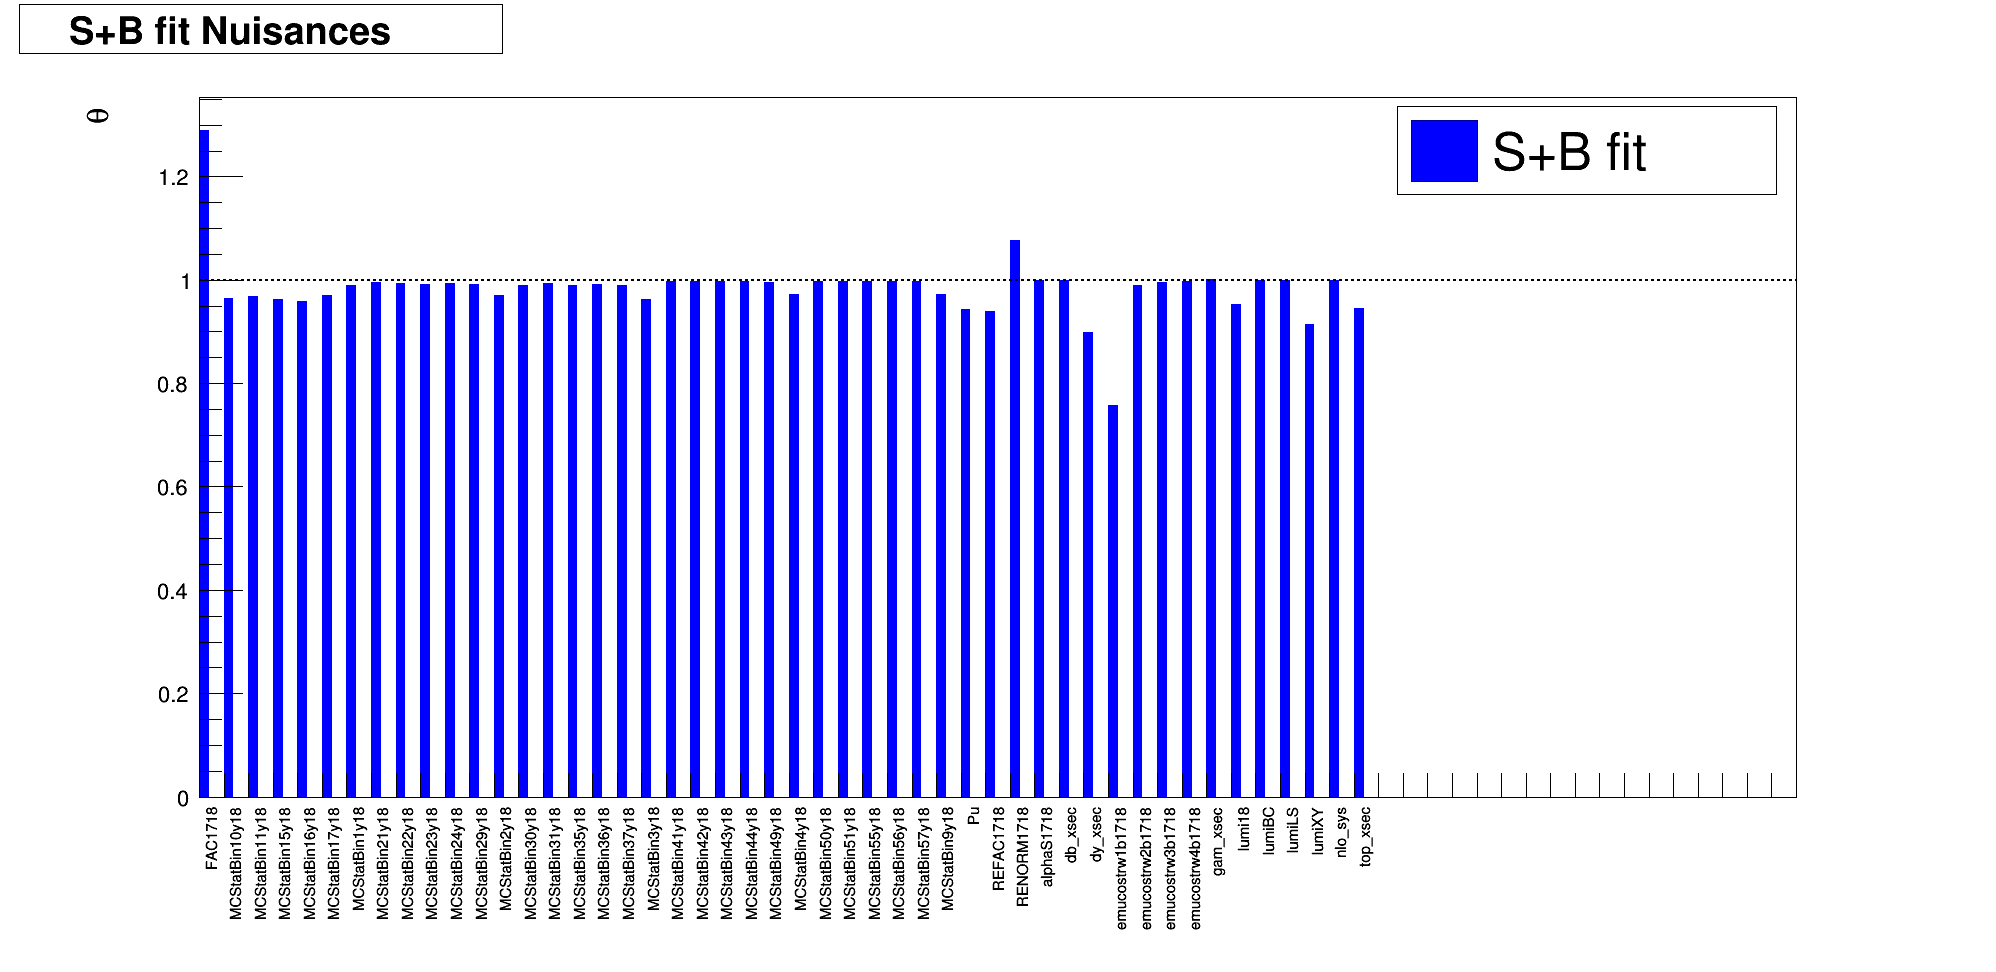 S+B fit Nuisances
θ
S+B fit
1.2
1
0.8
0.6
0.4
0.2
0
FAC1718
MCStatBin10y18
MCStatBin11y18
MCStatBin15y18
MCStatBin16y18
MCStatBin17y18
MCStatBin1y18
MCStatBin21y18
MCStatBin22y18
MCStatBin23y18
MCStatBin24y18
MCStatBin29y18
MCStatBin2y18
MCStatBin30y18
MCStatBin31y18
MCStatBin35y18
MCStatBin36y18
MCStatBin37y18
MCStatBin3y18
MCStatBin41y18
MCStatBin42y18
MCStatBin43y18
MCStatBin44y18
MCStatBin49y18
MCStatBin4y18
MCStatBin50y18
MCStatBin51y18
MCStatBin55y18
MCStatBin56y18
MCStatBin57y18
MCStatBin9y18
Pu
REFAC1718
RENORM1718
alphaS1718
db_xsec
dy_xsec
emucostrw1b1718
emucostrw2b1718
emucostrw3b1718
emucostrw4b1718
gam_xsec
lumi18
lumiBC
lumiLS
lumiXY
nlo_sys
top_xsec